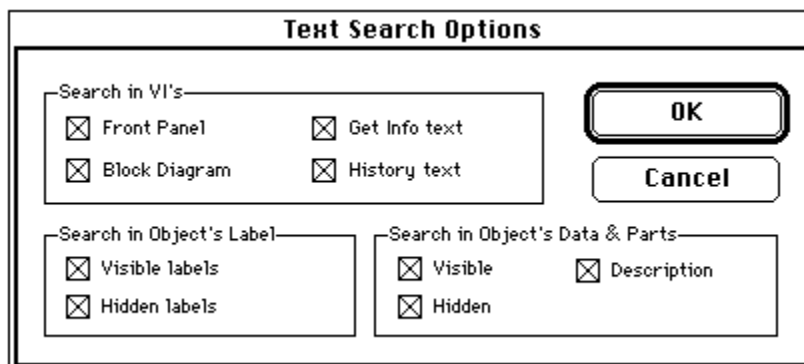 Text Search Options
Search in VI's
Front Panel
Get Info text
Block Diagram
History text
OK
Cancel
Search in Object's Label
Visible labels
Hidden labels
Search in Object's Data & Parts
Visible
Description
Hidden